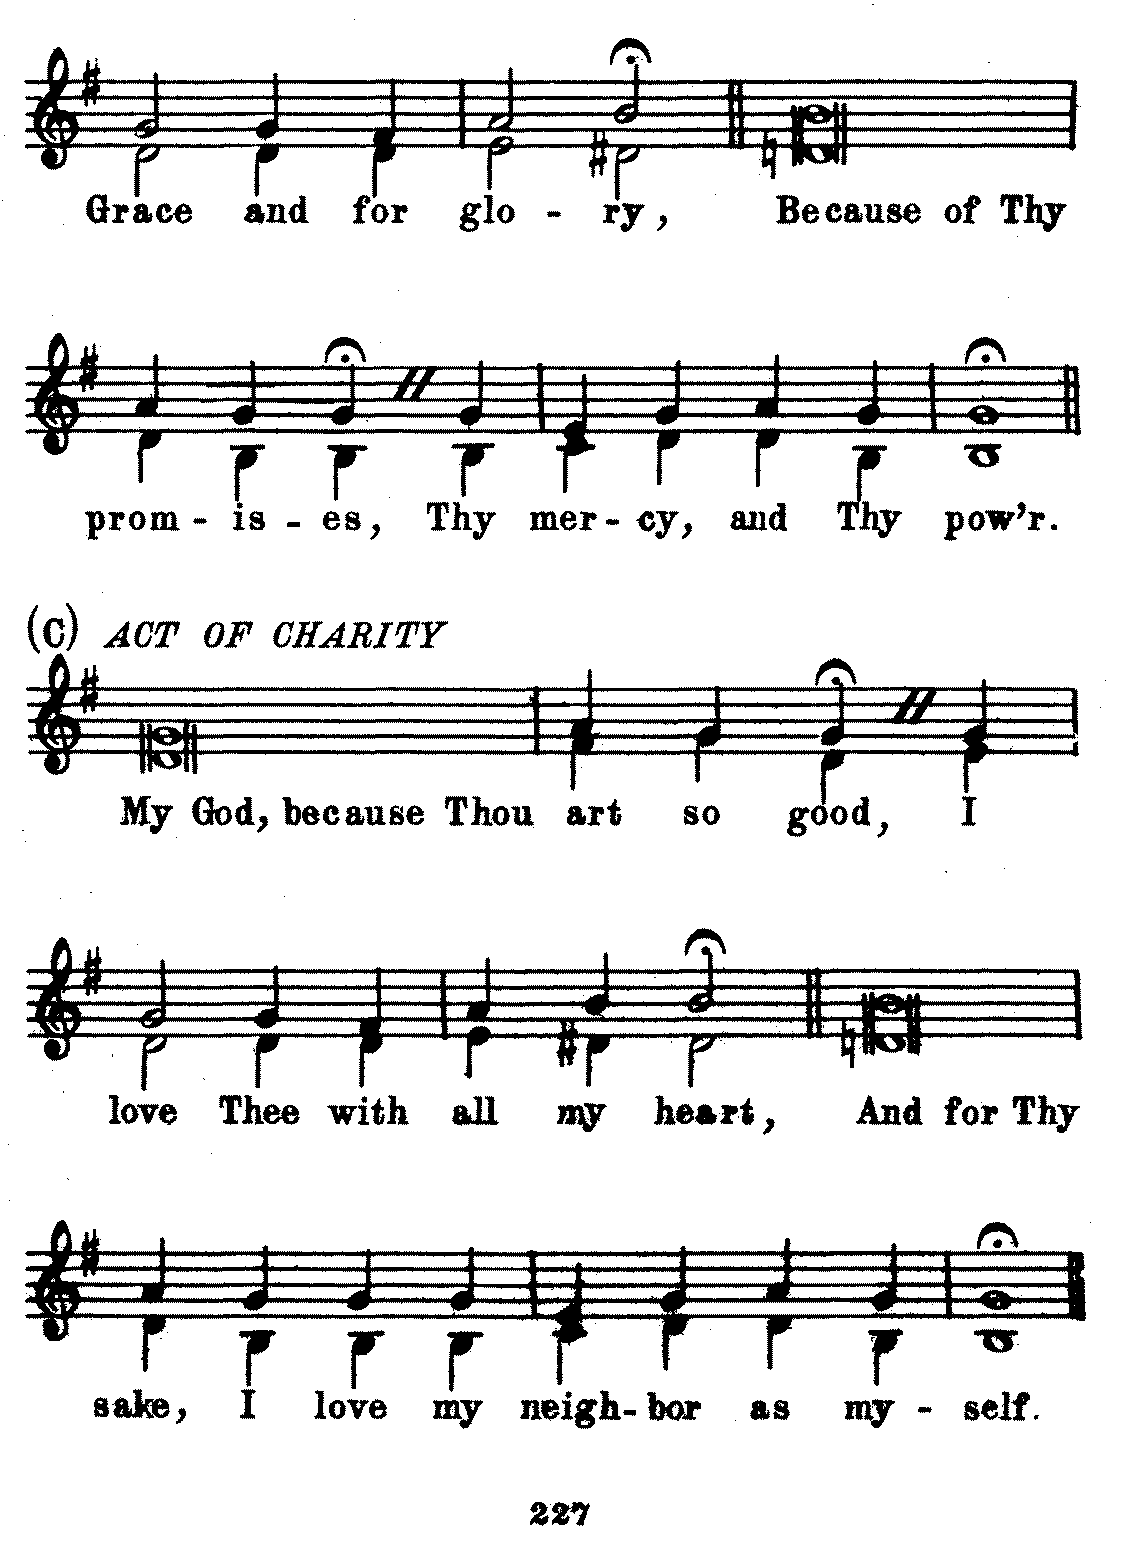 Grace and for glo - ry, Because of Thy
prom - is - es, Thy mer - cy, and Thy pow'r.
(C) ACT OF CHARITY
My God, because Thou art so good, I
love Thee with all my heart, And for Thy
sake, I love my neigh - bor as my - self.
227